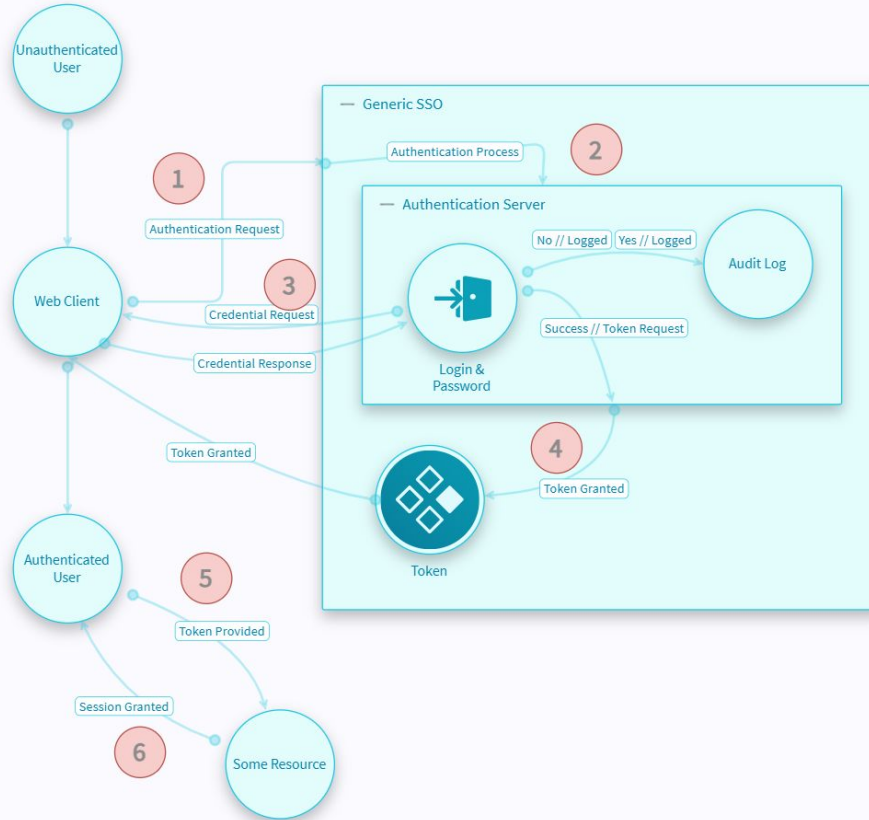 Unauthenticated
User
— Generic SSO
Authentication Process
2
1
— Authentication Server
Authentication Request
No // Logged
Yes // Logged
Audit Log
3
Web Client
Credential Request
Success // Token Request
Credential Response
Login &
Password
Token Granted
4
Token Granted
Authenticated
User
Token
5
Token Provided
Session Granted
6
Some Resource